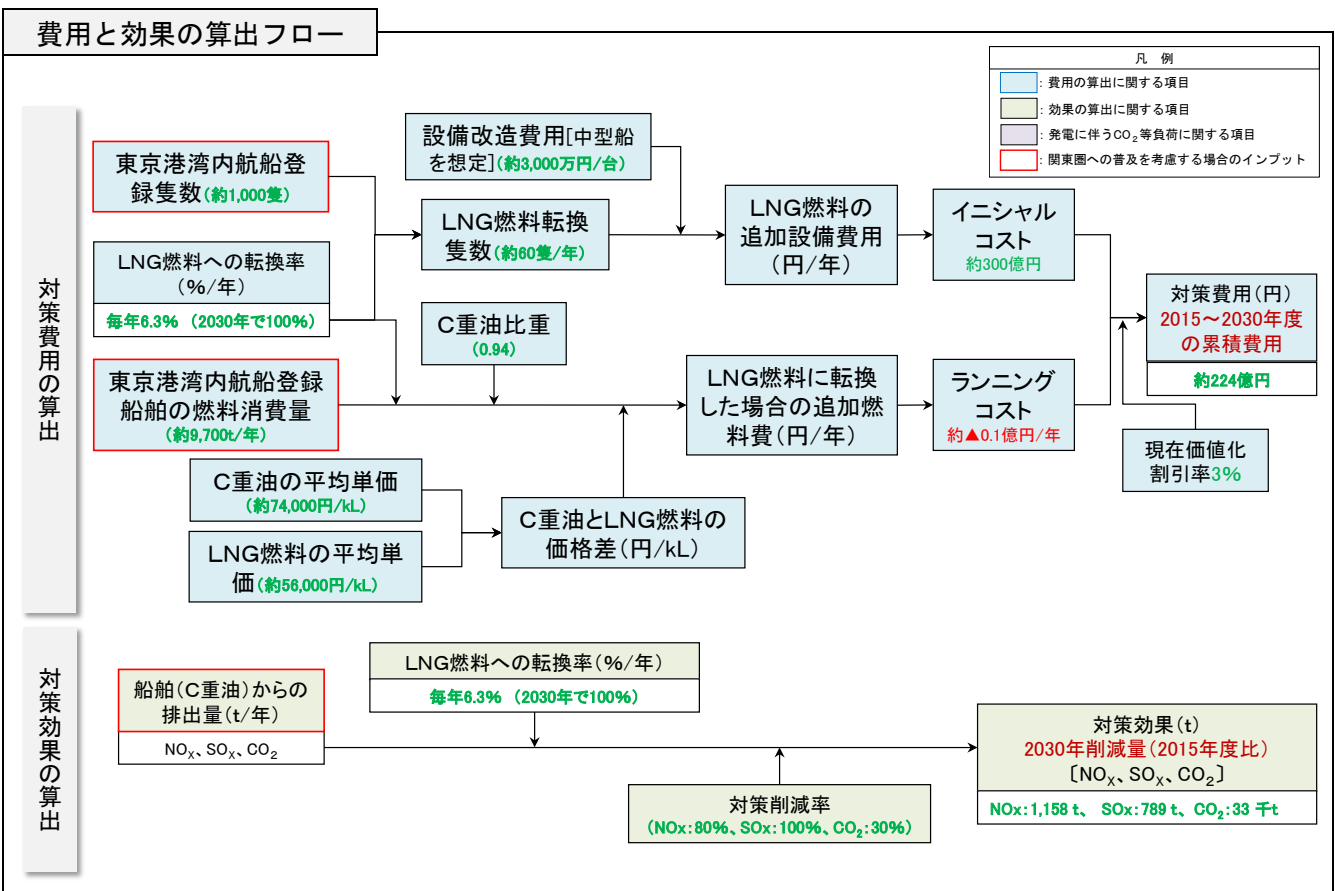 費用と効果の算出フロー
凡 例
: 費用の算出に関する項目
: 効果の算出に関する項目
: 発電に伴うCO₂等負荷に関する項目
: 関東圏への普及を考慮する場合のインプット
対策費用の算出
東京港湾内航船登
録隻数(約1,000隻)
LNG燃料への転換率
(%/年)
毎年6.3% (2030年で100%)
東京港湾内航船登録
船舶の燃料消費量
(約9,700t/年)
設備改造費用[中型船
を想定](約3,000万円/台)
LNG燃料転換
隻数(約60隻/年)
C重油比重
(0.94)
C重油の平均単価
(約74,000円/kL)
LNG燃料の平均単
価(約56,000円/kL)
C重油とLNG燃料の
価格差(円/kL)
LNG燃料の
追加設備費用
(円/年)
LNG燃料に転換
した場合の追加燃
料費(円/年)
イニシャル
コスト
約300億円
ランニング
コスト
約▲0.1億円/年
対策費用(円)
2015～2030年度
の累積費用
約224億円
現在価値化
割引率3%
対策効果の算出
船舶(C重油)からの
排出量(t/年)
NOX、SOX、CO₂
LNG燃料への転換率(%/年)
毎年6.3% (2030年で100%)
対策削減率
(NOx:80%、SOx:100%、CO₂:30%)
対策効果(t)
2030年削減量(2015年度比)
〔NOX、SOX、CO₂〕
NOx:1,158 t、 SOx:789 t、CO₂:33 千t